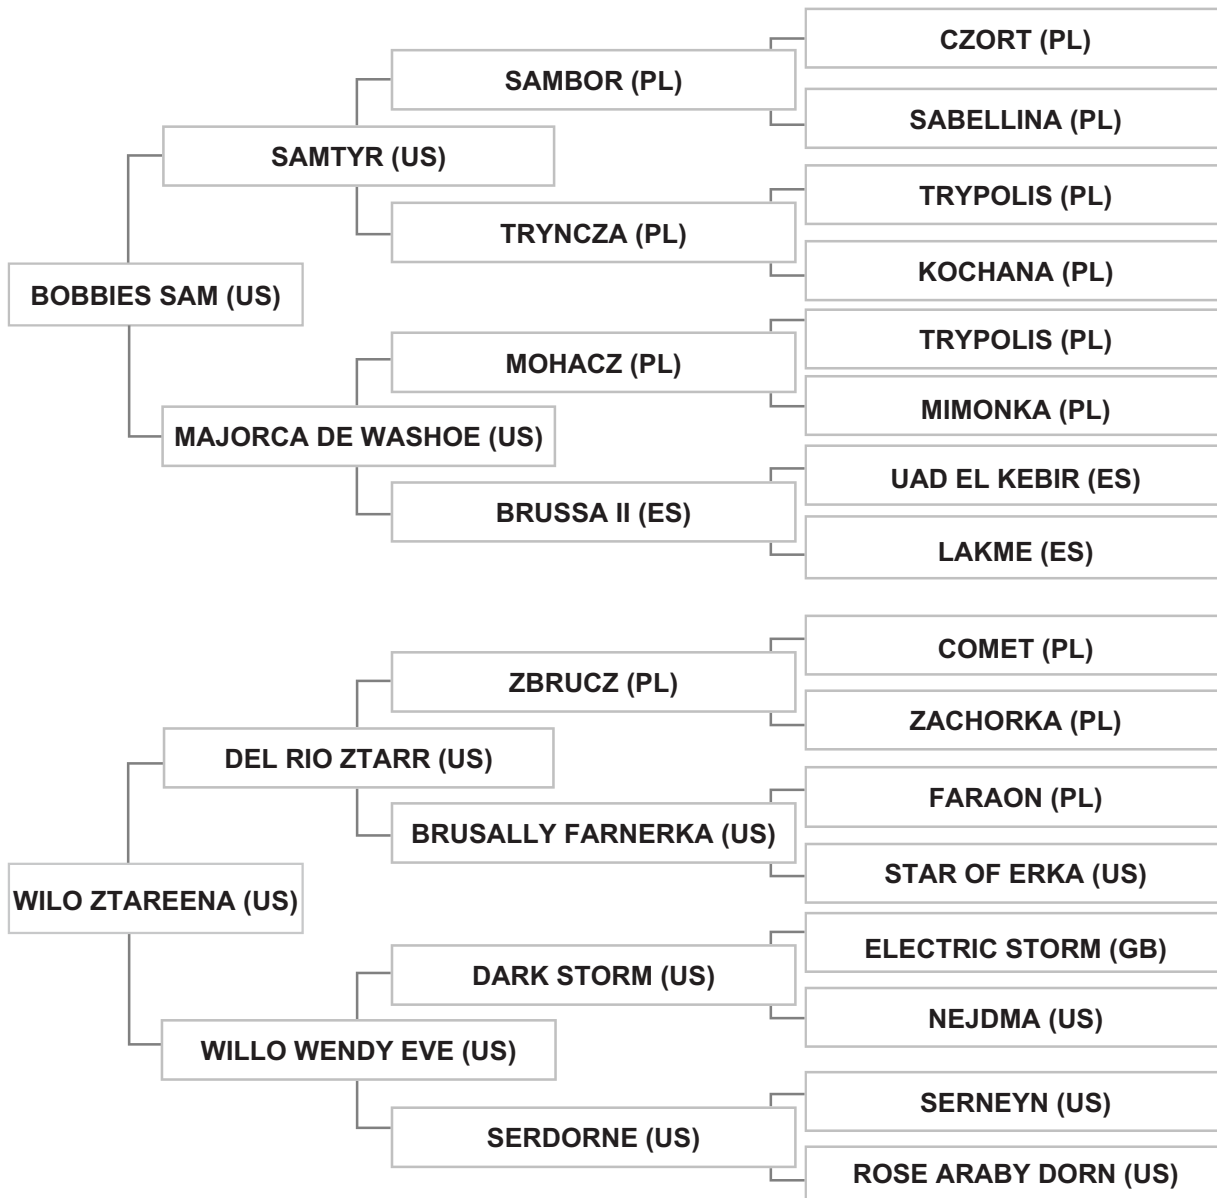 CZORT (PL)
SAMBOR (PL)
SABELLINA (PL)
SAMTYR (US)
TRYPOLIS (PL)
TRYNCZA (PL)
KOCHANA (PL)
BOBBIES SAM (US)
TRYPOLIS (PL)
MOHACZ (PL)
MIMONKA (PL)
MAJORCA DE WASHOE (US)
UAD EL KEBIR (ES)
BRUSSA II (ES)
LAKME (ES)
COMET (PL)
ZBRUCZ (PL)
ZACHORKA (PL)
DEL RIO ZTARR (US)
FARAON (PL)
BRUSALLY FARNERKA (US)
STAR OF ERKA (US)
WILO ZTAREENA (US)
ELECTRIC STORM (GB)
DARK STORM (US)
NEJDMA (US)
WILLO WENDY EVE (US)
SERNEYN (US)
SERDORNE (US)
ROSE ARABY DORN (US)